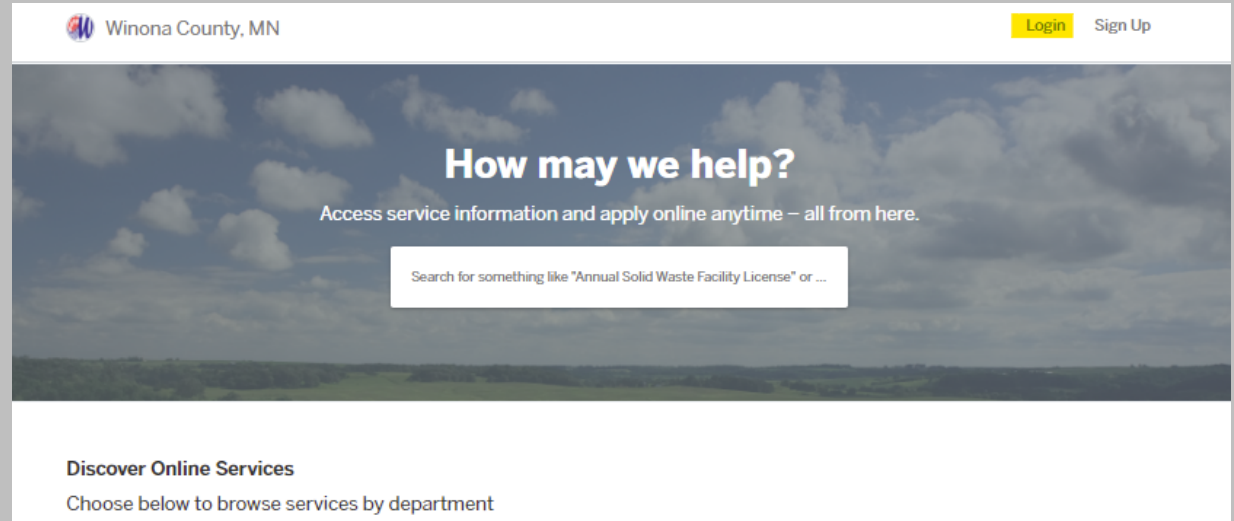 Winona County, MN
Login
Sign Up
How may we help?
Access service information and apply online anytime – all from here.
Search for something like "Annual Solid Waste Facility License" or ...
Discover Online Services
Choose below to browse services by department